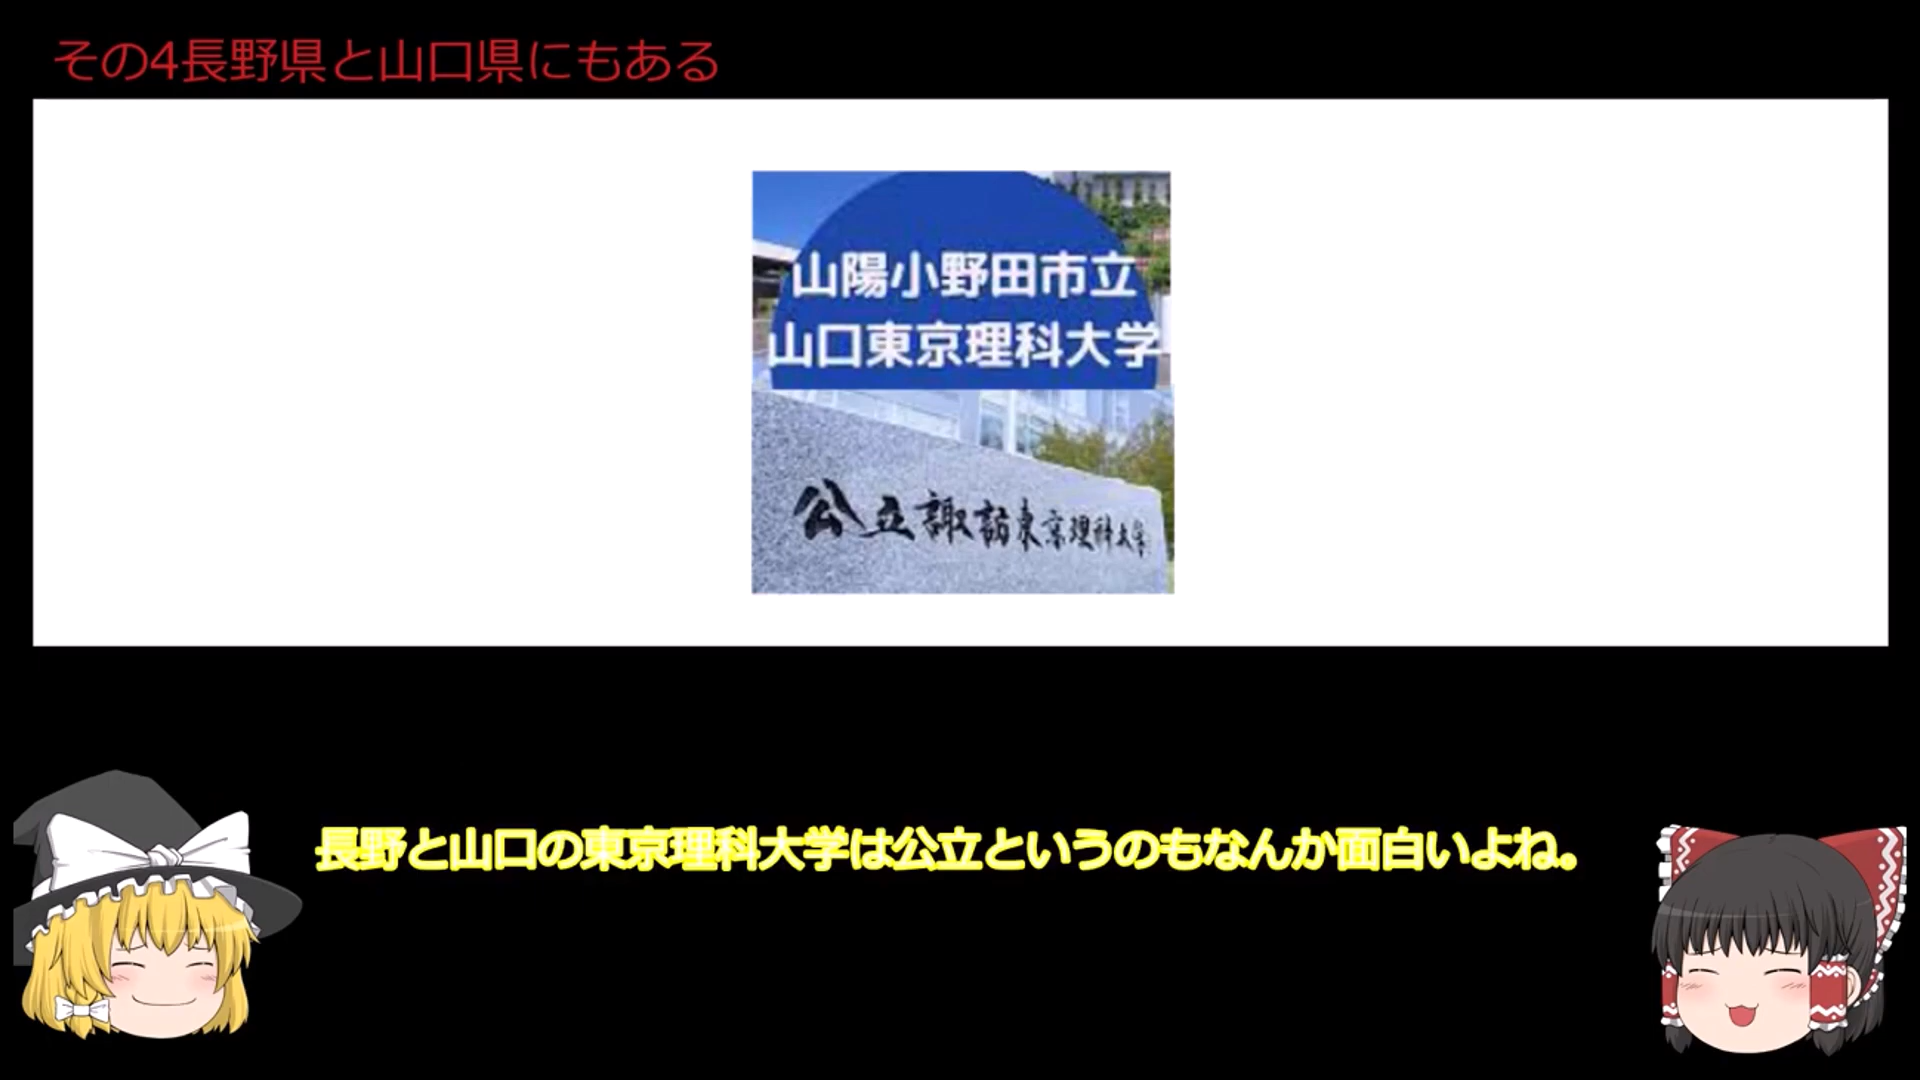 その4長野県と山口県にもある
山陽小野田市立
山口東京理科大学
公立諏訪東京理科大学
長野と山口の東京理科大学は公立というのもなんか面白いよね。